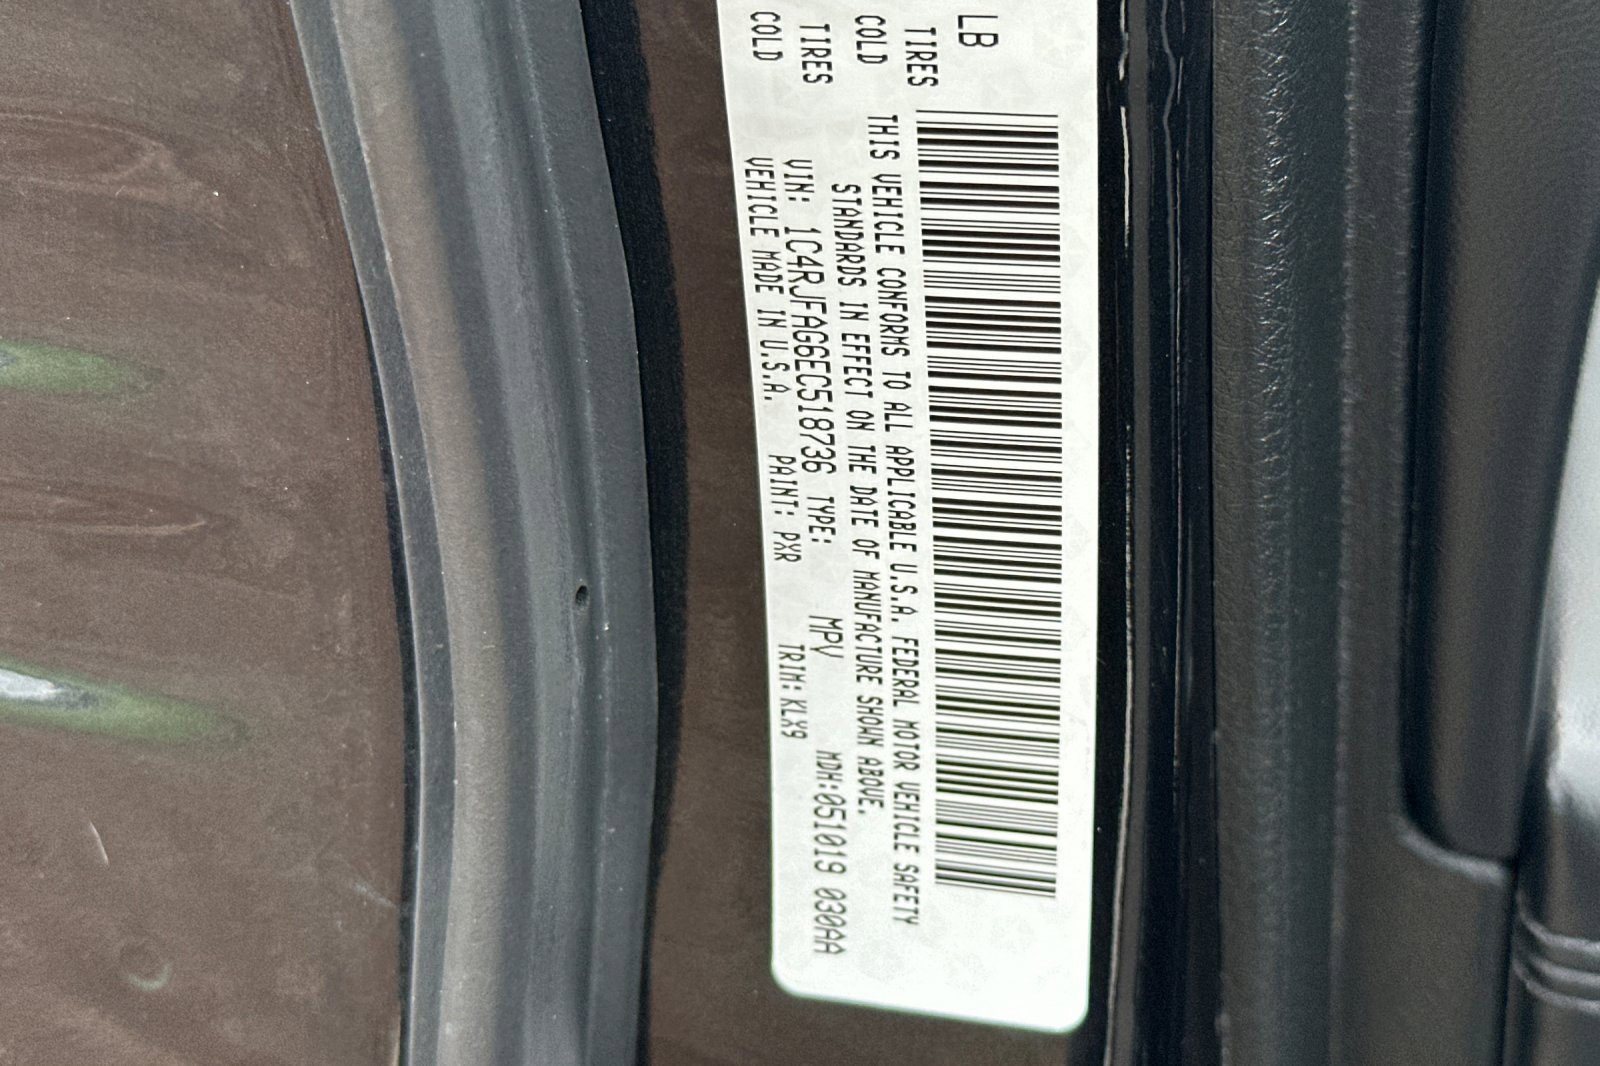 LB
TIRES
COLD
TIRES
COLD
THIS VEHICLE CONFORMS TO ALL APPLICABLE U.S.A. FEDERAL MOTOR VEHICLE SAFETY
STANDARDS IN EFFECT ON THE DATE OF MANUFACTURE SHOWN ABOVE.
VIN: 1C4RJFAG6EC518736 TYPE: MPV MDH:051019 030AA
VEHICLE MADE IN U.S.A. PAINT: PXR TRIM: KLX9